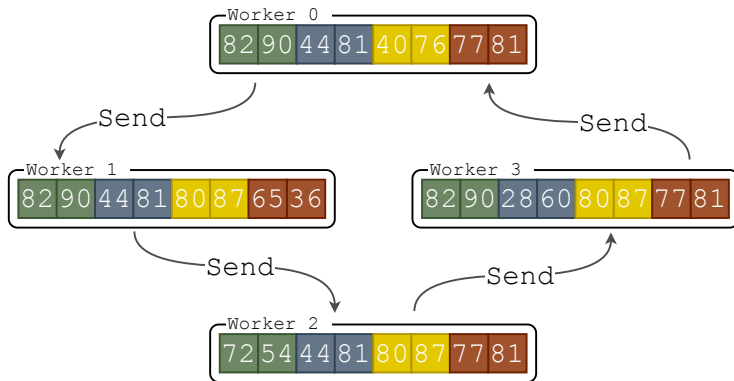 Worker 0
82 90 44 81 40 76 77 81
Send
Send
Worker 1
82 90 44 81 80 87 65 36
Worker 3
82 90 28 60 80 87 77 81
Send
Send
Worker 2
72 54 44 81 80 87 77 81